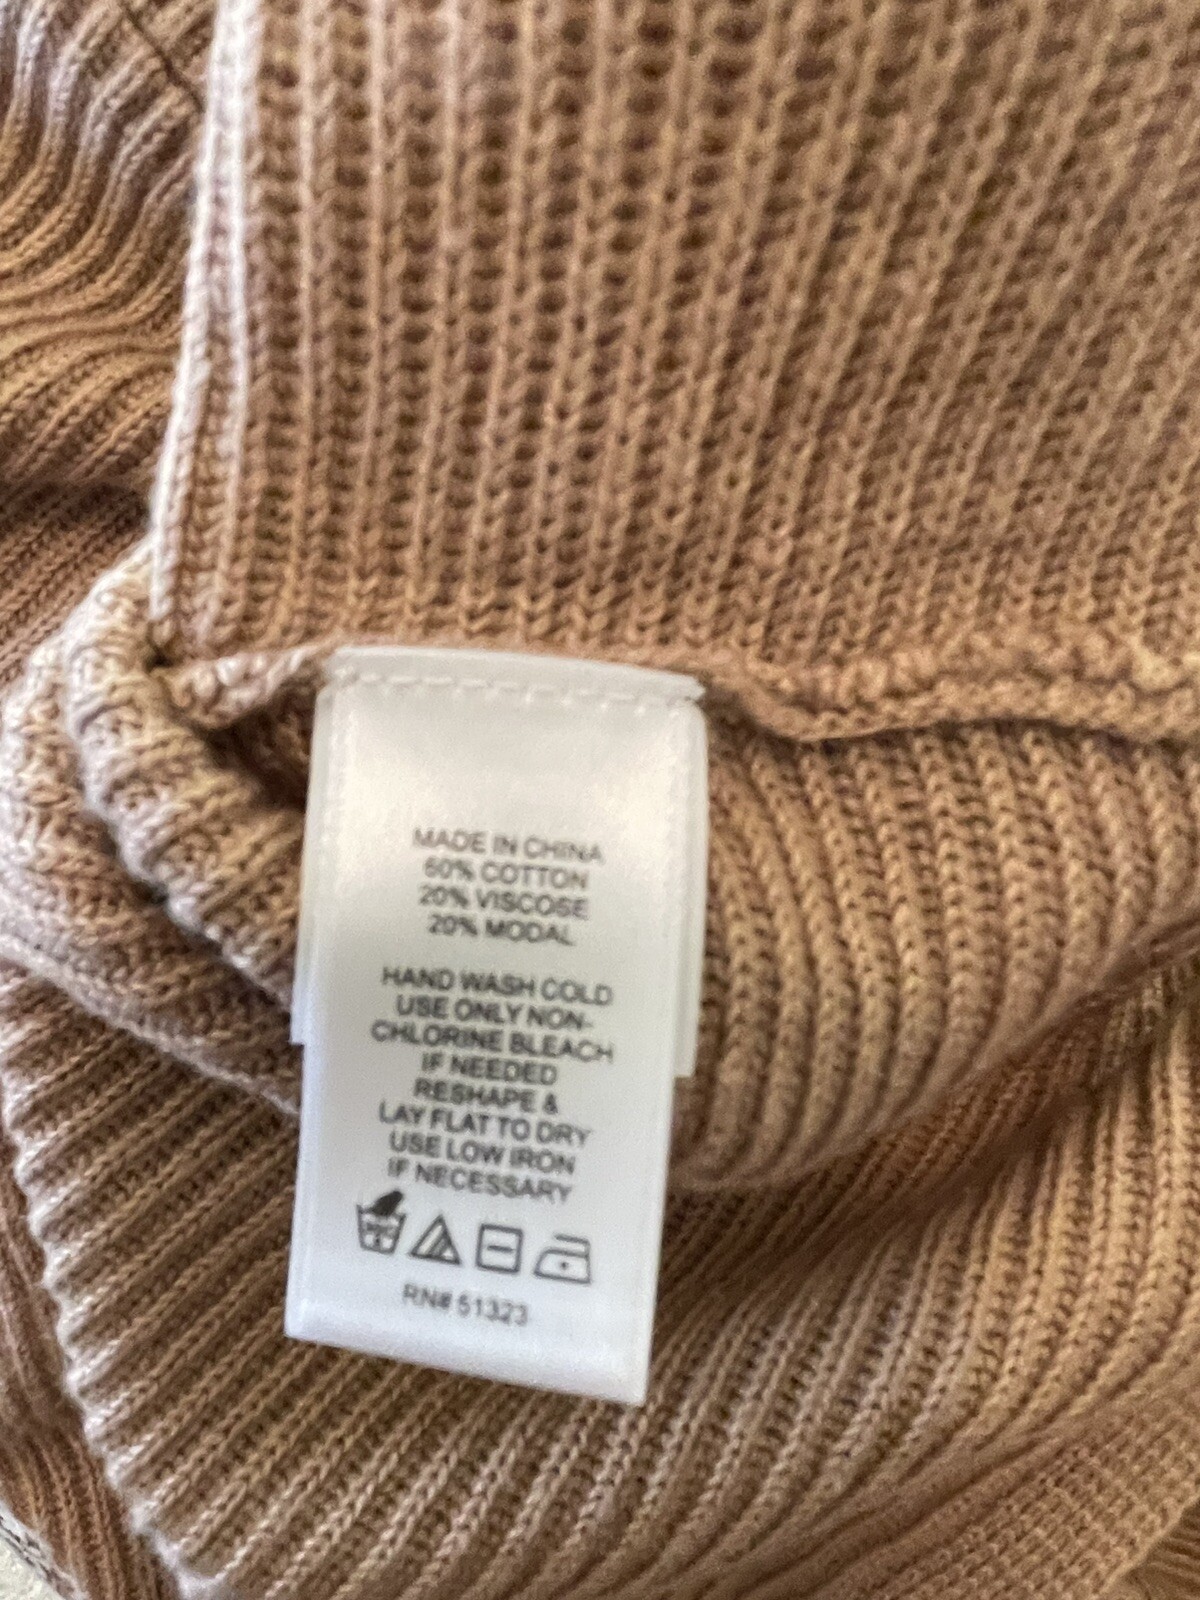 MADE IN CHINA
60% COTTON
20% VISCOSE
20% MODAL
HAND WASH COLD
USE ONLY NON-
CHLORINE BLEACH
IF NEEDED
RESHAPE &
LAY FLAT TO DRY
USE LOW IRON
IF NECESSARY
RN# 51323